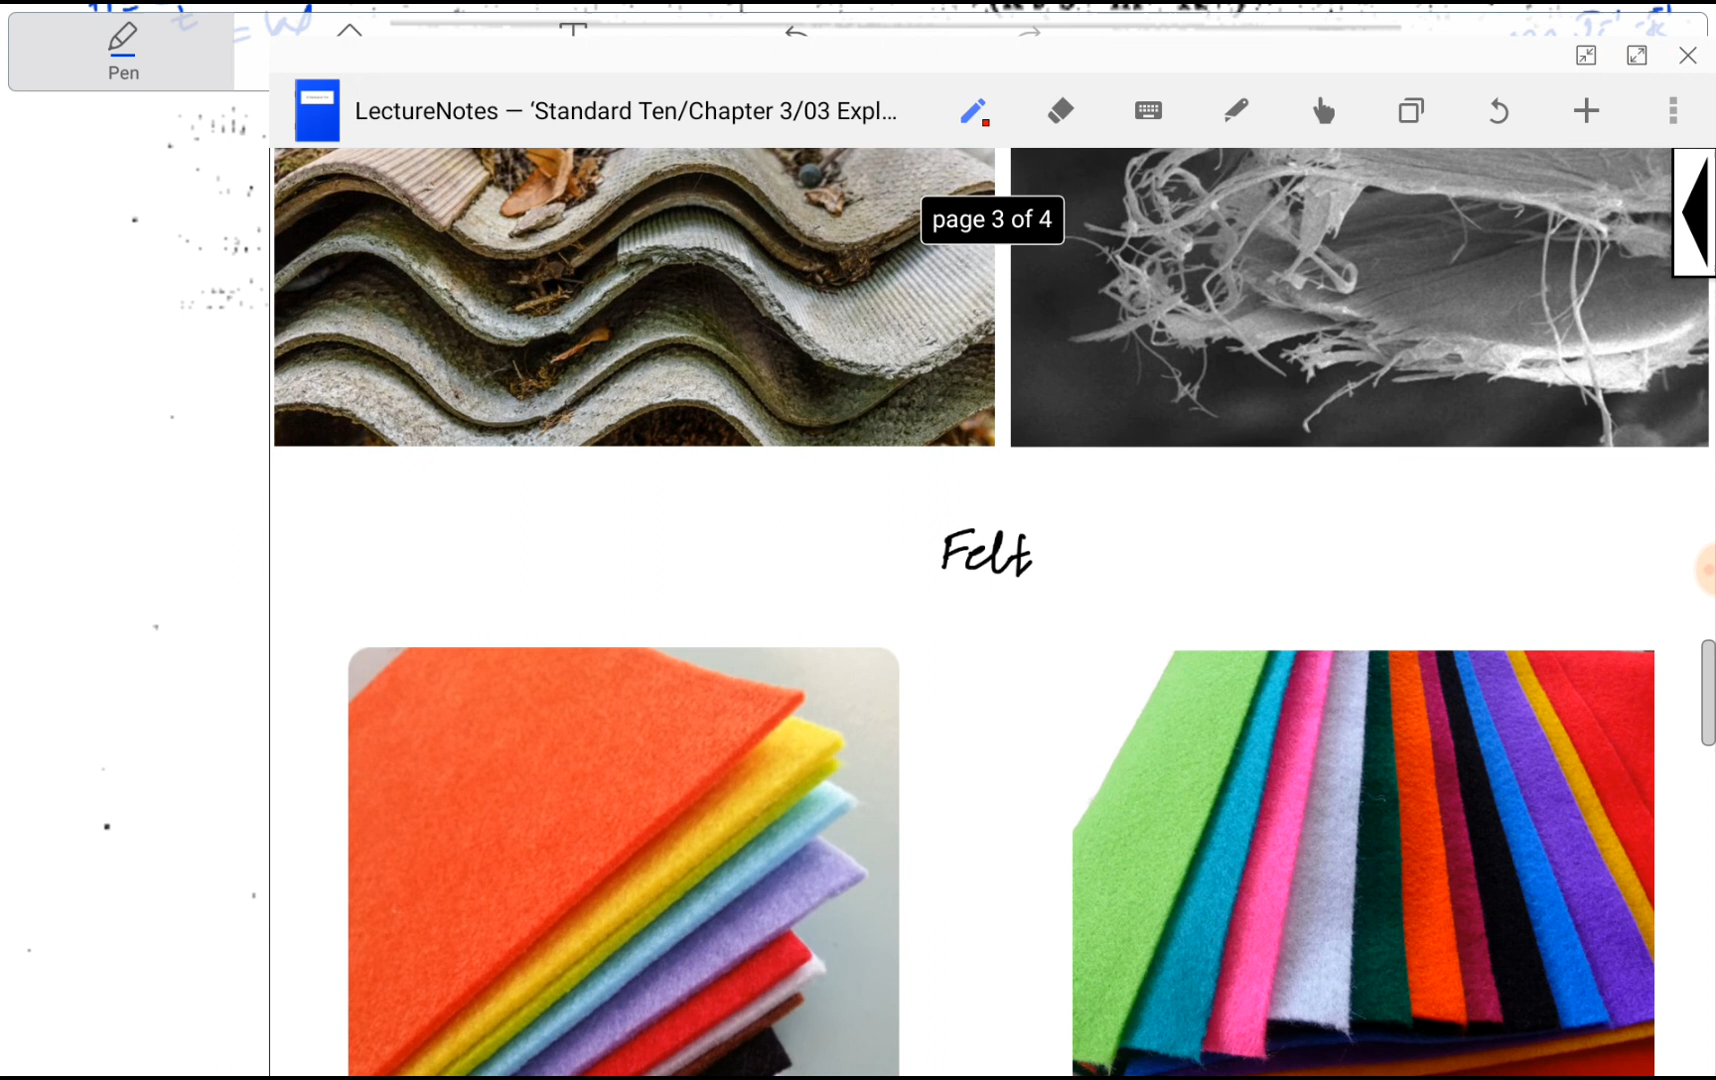 Pen
LectureNotes — ‘Standard Ten/Chapter 3/03 Expl...
page 3 of 4
Felt